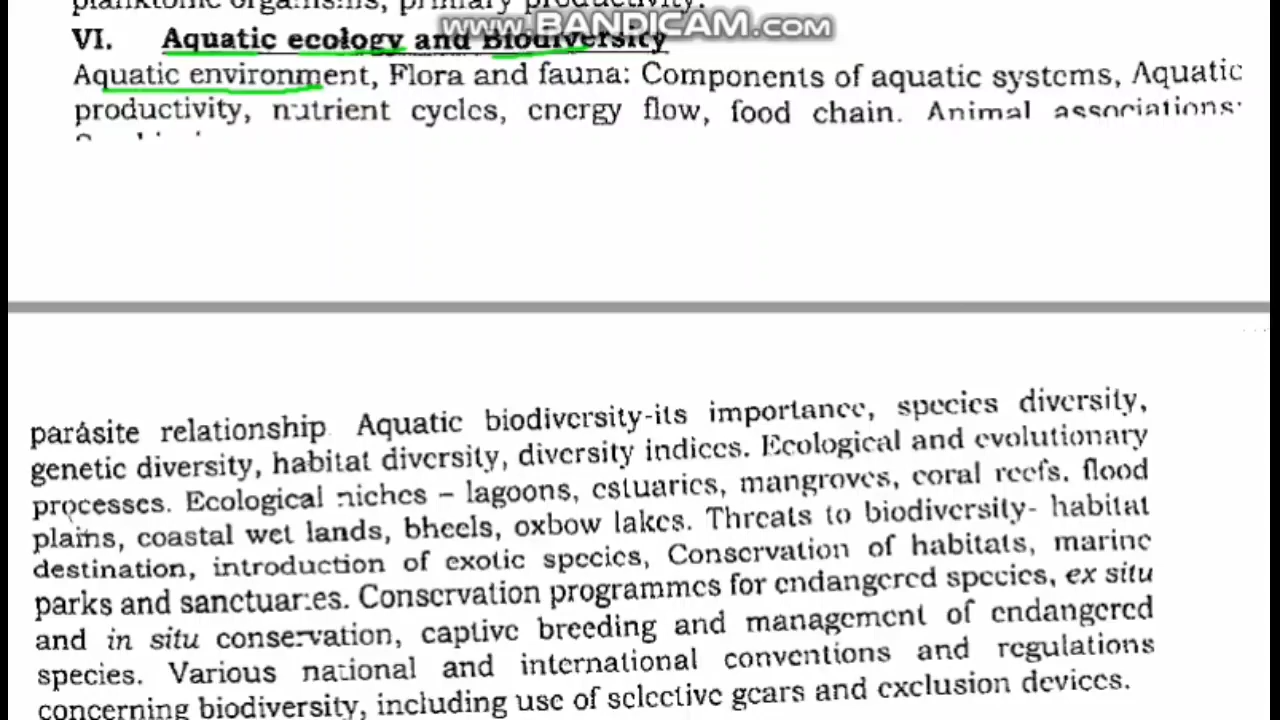 planktonic organisms, primary productivity.
www.BANDICAM.com
VI. Aquatic ecology and Biodiversity
Aquatic environment, Flora and fauna: Components of aquatic systems, Aquatic
productivity, nutrient cycles, energy flow, food chain. Animal associations:
parasite relationship. Aquatic biodiversity-its importance, species diversity,
genetic diversity, habitat diversity, diversity indices. Ecological and evolutionary
processes. Ecological niches – lagoons, estuaries, mangroves, coral reefs, flood
plains, coastal wet lands, bheels, oxbow lakes. Threats to biodiversity- habitat
destination, introduction of exotic species, Conservation of habitats, marine
parks and sanctuaries. Conservation programmes for endangered species, ex situ
and in situ conservation, captive breeding and management of endangered
species. Various national and international conventions and regulations
concerning biodiversity, including use of selective gears and exclusion devices.